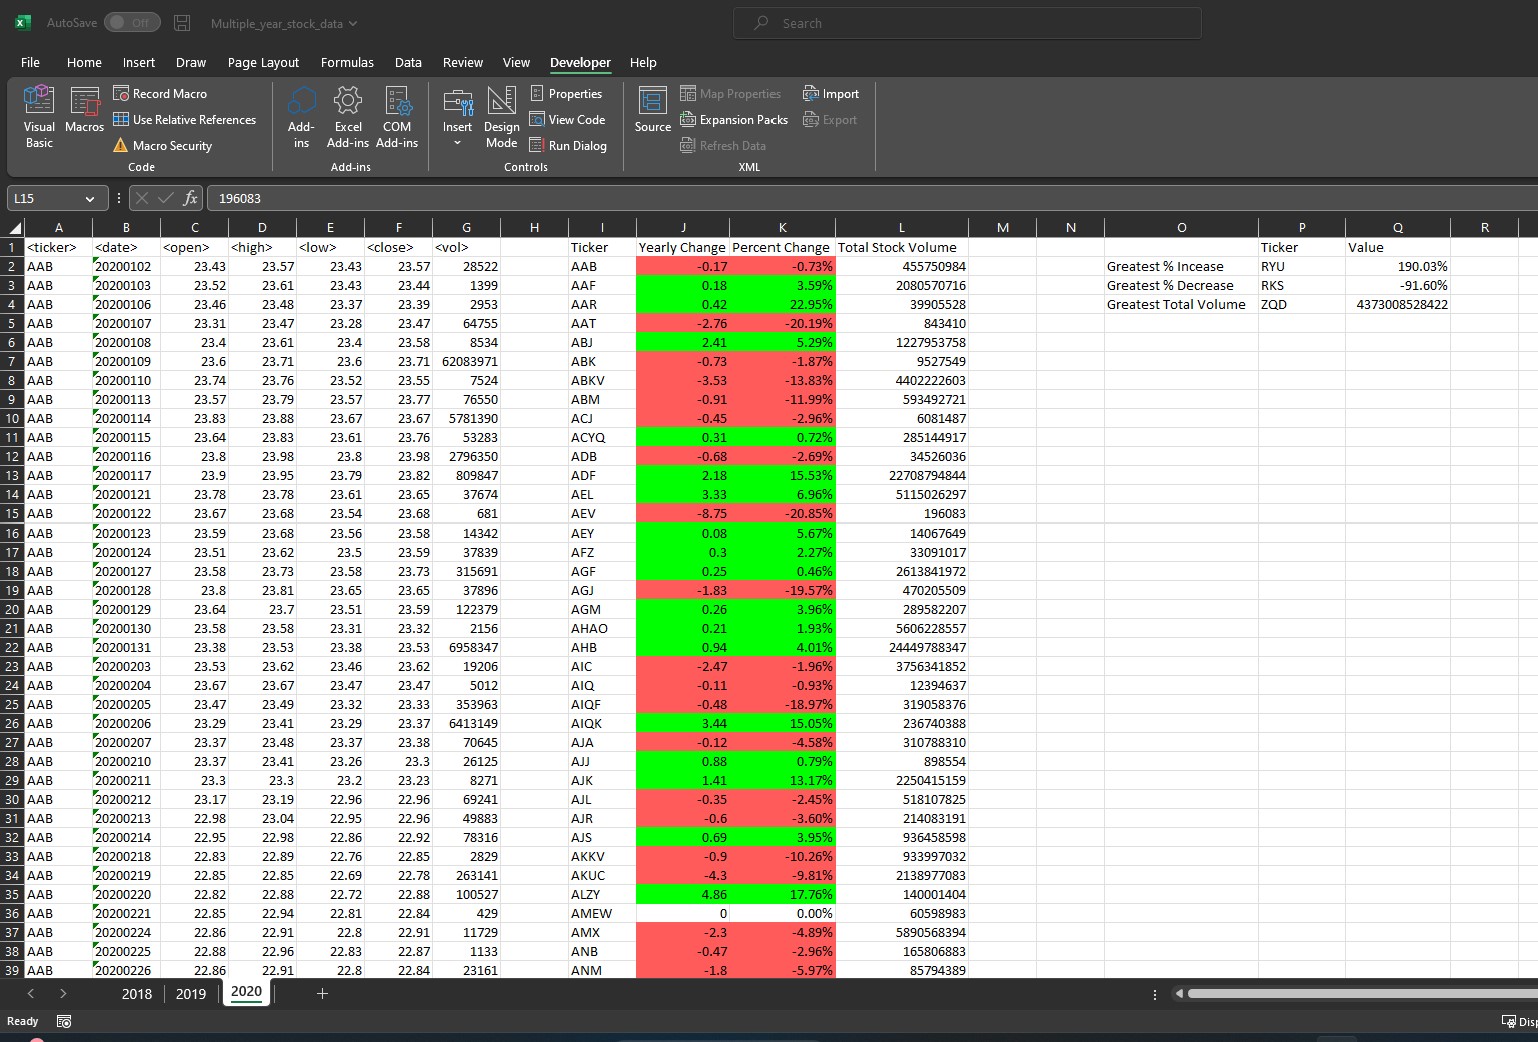 AutoSave Off Multiple_year_stock_data Search
File Home Insert Draw Page Layout Formulas Data Review View Developer Help
Visual Basic Macros Record Macro Use Relative References Macro Security Code
Add-ins Excel Add-ins COM Add-ins Add-ins
Insert Design Mode Properties View Code Run Dialog Controls
Source Map Properties Expansion Packs Refresh Data Import Export XML
L15 fx 196083
A B C D E F G H I J K L M N O P Q R
1 <ticker> <date> <open> <high> <low> <close> <vol> Ticker Yearly Change Percent Change Total Stock Volume Ticker Value
2 AAB 20200102 23.43 23.57 23.43 23.57 28522 AAB -0.17 -0.73% 455750984 Greatest % Incease RYU 190.03%
3 AAB 20200103 23.52 23.61 23.43 23.44 1399 AAF 0.18 3.59% 2080570716 Greatest % Decrease RKS -91.60%
4 AAB 20200106 23.46 23.48 23.37 23.39 2953 AAR 0.42 22.95% 39905528 Greatest Total Volume ZQD 4373008528422
5 AAB 20200107 23.31 23.47 23.28 23.47 64755 AAT -2.76 -20.19% 843410
6 AAB 20200108 23.4 23.61 23.4 23.58 8534 ABJ 2.41 5.29% 1227953758
7 AAB 20200109 23.6 23.71 23.6 23.71 62083971 ABK -0.73 -1.87% 9527549
8 AAB 20200110 23.74 23.76 23.52 23.55 7524 ABKV -3.53 -13.83% 4402222603
9 AAB 20200113 23.57 23.79 23.57 23.77 76550 ABM -0.91 -11.99% 593492721
10 AAB 20200114 23.83 23.88 23.67 23.67 5781390 ACJ -0.45 -2.96% 6081487
11 AAB 20200115 23.64 23.83 23.61 23.76 53283 ACYQ 0.31 0.72% 285144917
12 AAB 20200116 23.8 23.98 23.8 23.98 2796350 ADB -0.68 -2.69% 34526036
13 AAB 20200117 23.9 23.95 23.79 23.82 809847 ADF 2.18 15.53% 22708794844
14 AAB 20200121 23.78 23.78 23.61 23.65 37674 AEL 3.33 6.96% 5115026297
15 AAB 20200122 23.67 23.68 23.54 23.68 681 AEV -8.75 -20.85% 196083
16 AAB 20200123 23.59 23.68 23.56 23.58 14342 AEY 0.08 5.67% 14067649
17 AAB 20200124 23.51 23.62 23.5 23.59 37839 AFZ 0.3 2.27% 33091017
18 AAB 20200127 23.58 23.73 23.58 23.73 315691 AGF 0.25 0.46% 2613841972
19 AAB 20200128 23.8 23.81 23.65 23.65 37896 AGJ -1.83 -19.57% 470205509
20 AAB 20200129 23.64 23.7 23.51 23.59 122379 AGM 0.26 3.96% 289582207
21 AAB 20200130 23.58 23.58 23.31 23.32 2156 AHAO 0.21 1.93% 5606228557
22 AAB 20200131 23.38 23.53 23.38 23.53 6958347 AHB 0.94 4.01% 24449788347
23 AAB 20200203 23.53 23.62 23.46 23.62 19206 AIC -2.47 -1.96% 3756341852
24 AAB 20200204 23.67 23.67 23.47 23.47 5012 AIQ -0.11 -0.93% 12394637
25 AAB 20200205 23.47 23.49 23.32 23.33 353963 AIQF -0.48 -18.97% 319058376
26 AAB 20200206 23.29 23.41 23.29 23.37 6413149 AIQK 3.44 15.05% 236740388
27 AAB 20200207 23.37 23.48 23.37 23.38 70645 AJA -0.12 -4.58% 310788310
28 AAB 20200210 23.37 23.41 23.26 23.3 26125 AJJ 0.88 0.79% 898554
29 AAB 20200211 23.3 23.3 23.2 23.23 8271 AJK 1.41 13.17% 2250415159
30 AAB 20200212 23.17 23.19 22.96 22.96 69241 AJL -0.35 -2.45% 518107825
31 AAB 20200213 22.98 23.04 22.95 22.96 49883 AJR -0.6 -3.60% 214083191
32 AAB 20200214 22.95 22.98 22.86 22.92 78316 AJS 0.69 3.95% 936458598
33 AAB 20200218 22.83 22.89 22.76 22.85 2829 AKKV -0.9 -10.26% 933997032
34 AAB 20200219 22.85 22.85 22.69 22.78 263141 AKUC -4.3 -9.81% 2138977083
35 AAB 20200220 22.82 22.88 22.72 22.88 100527 ALZY 4.86 17.76% 140001404
36 AAB 20200221 22.85 22.94 22.81 22.84 429 AMEW 0 0.00% 60598983
37 AAB 20200224 22.86 22.91 22.8 22.91 11729 AMX -2.3 -4.89% 5890568394
38 AAB 20200225 22.88 22.96 22.83 22.87 1133 ANB -0.47 -2.96% 165806883
39 AAB 20200226 22.86 22.91 22.8 22.84 23161 ANM -1.8 -5.97% 85794389
2018 2019 2020
Ready Disp